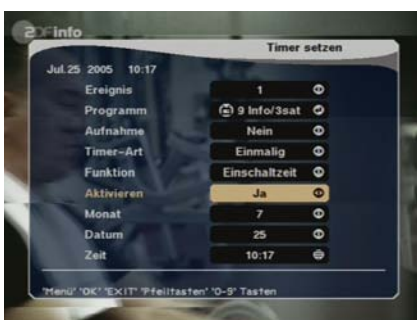 ZDFinfo
Timer setzen
Jul.25 2005 10:17
Ereignis 1
Programm 9 Info/3sat
Aufnahme Nein
Timer-Art Einmalig
Funktion Einschaltzeit
Aktivieren Ja
Monat 7
Datum 25
Zeit 10:17
"Menü" "OK" "EXIT" "Pfeiltasten" "0-9" Tasten